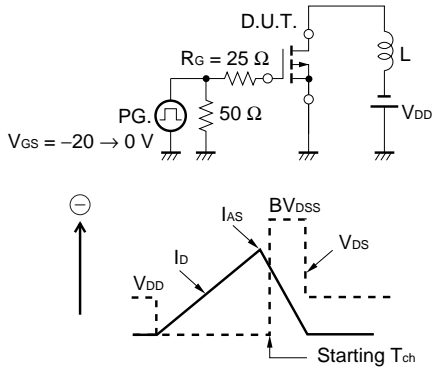 D.U.T.
RG = 25 Ω
L
PG.
50 Ω
VDD
VGS = −20 → 0 V
−
IAS
BVDSS
ID
VDS
VDD
Starting Tch